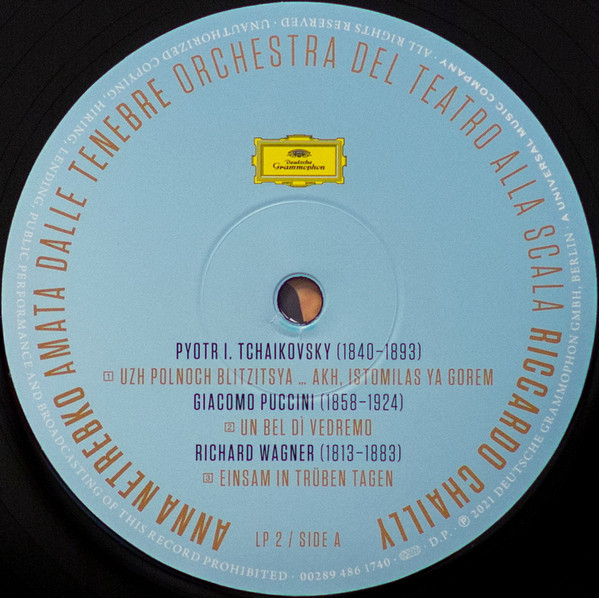 ANNA NETREBKO AMATA DALLE TENEBRE ORCHESTRA DEL TEATRO ALLA SCALA RICCARDO CHAILLY
Deutsche
Grammophon
PYOTR I. TCHAIKOVSKY (1840–1893)
1 UZH POLNOCH BLITZITSYA ... AKH, ISTOMILAS YA GOREM
GIACOMO PUCCINI (1858–1924)
2 UN BEL DÌ VEDREMO
RICHARD WAGNER (1813–1883)
3 EINSAM IN TRÜBEN TAGEN
LP 2 / SIDE A
℗ 2021 DEUTSCHE GRAMMOPHON GMBH, BERLIN · A UNIVERSAL MUSIC COMPANY · ALL RIGHTS RESERVED · UNAUTHORIZED COPYING, HIRING, LENDING, PUBLIC PERFORMANCE AND BROADCASTING OF THIS RECORD PROHIBITED · 00289 486 1740 · D.P.